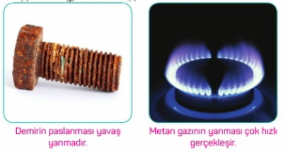 Demirin paslanması yavaş
yanmadır.
Metan gazının yanması çok hızlı
gerçekleşir.